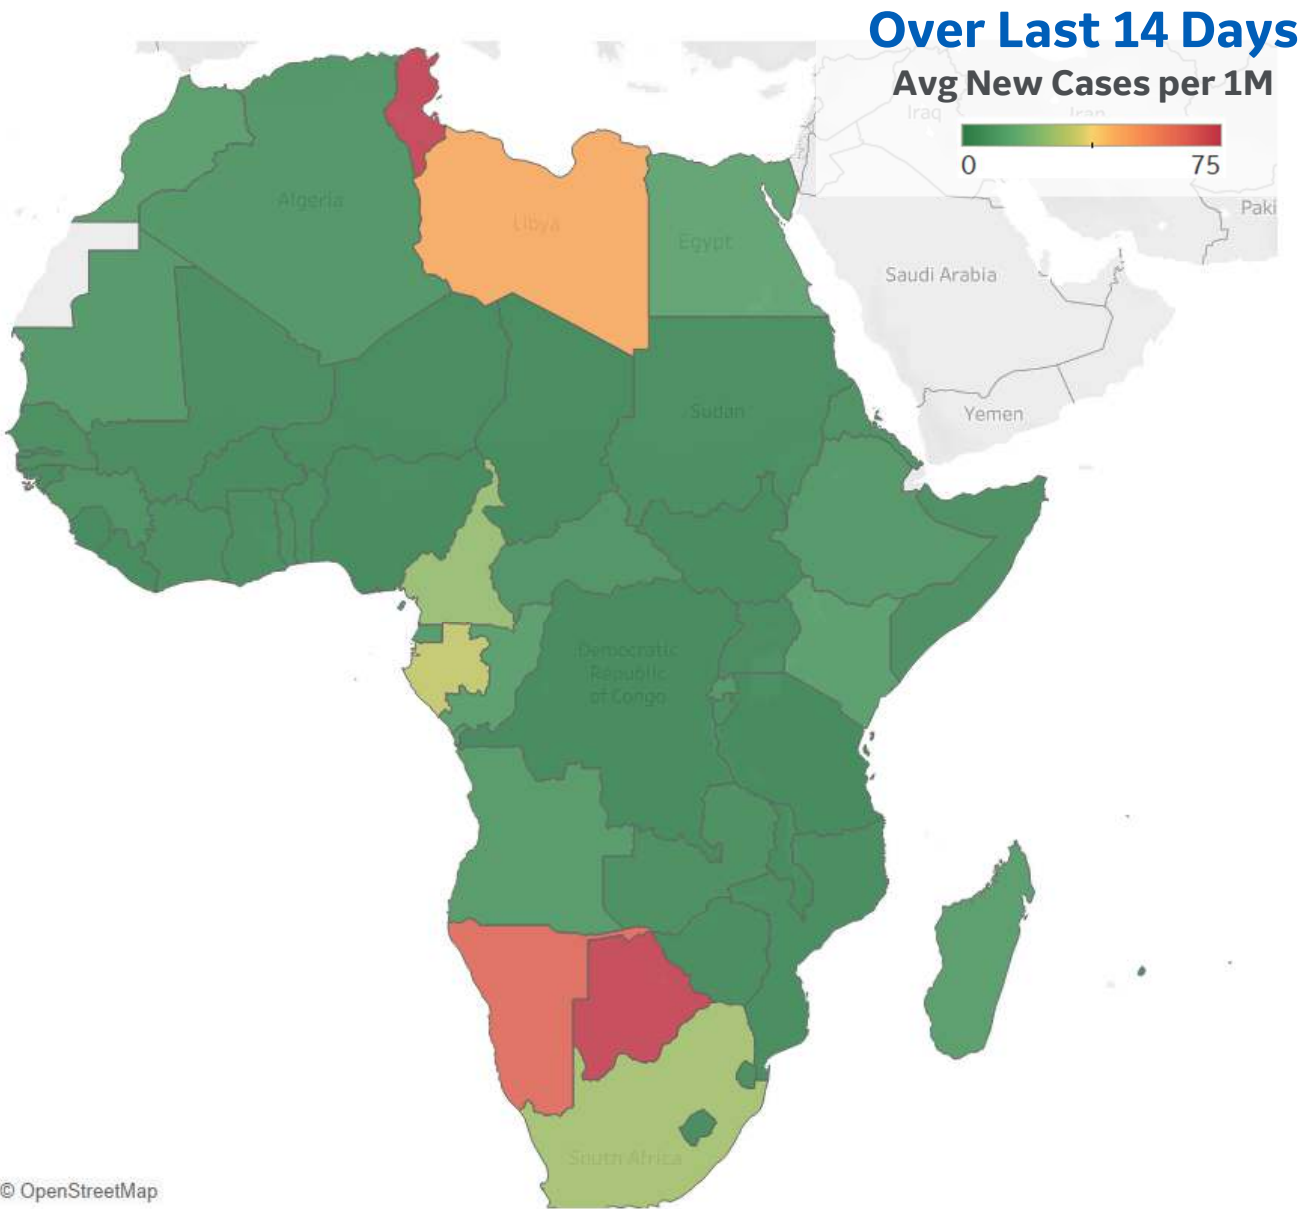 Over Last 14 Days
Avg New Cases per 1M
Iraq
Iran
0
75
Algeria
Libya
Egypt
Paki
Saudi Arabia
Sudan
Yemen
Democratic
Republic
of Congo
South Africa
© OpenStreetMap